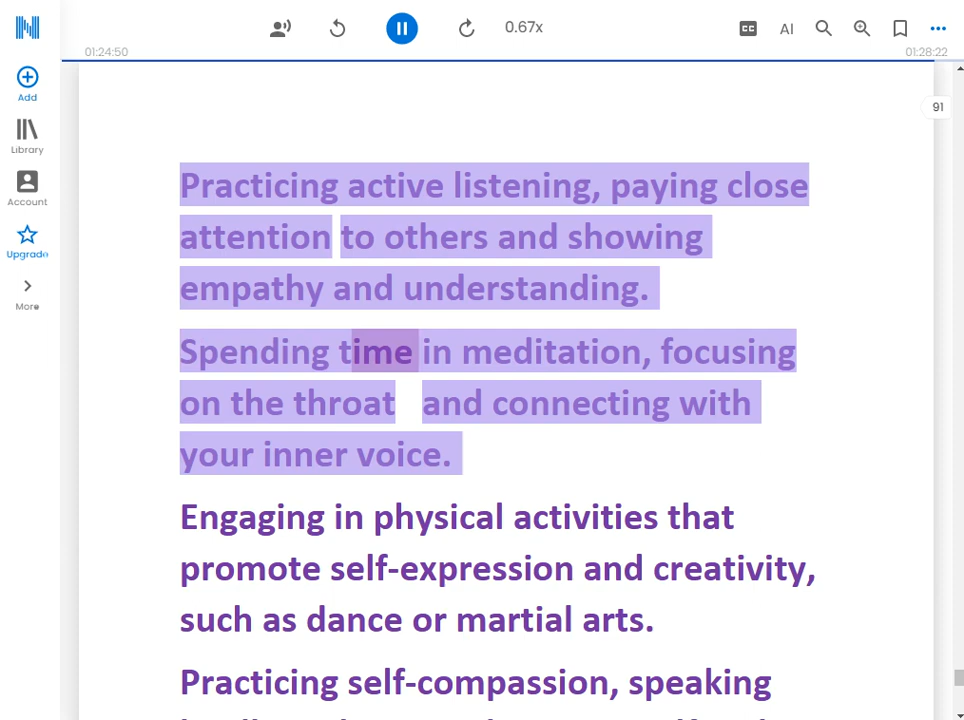 0.67x
CC
AI
01:24:50
01:28:22
Add
Library
Account
Upgrade
More
91
Practicing active listening, paying close
attention to others and showing
empathy and understanding.
Spending time in meditation, focusing
on the throat and connecting with
your inner voice.
Engaging in physical activities that
promote self-expression and creativity,
such as dance or martial arts.
Practicing self-compassion, speaking